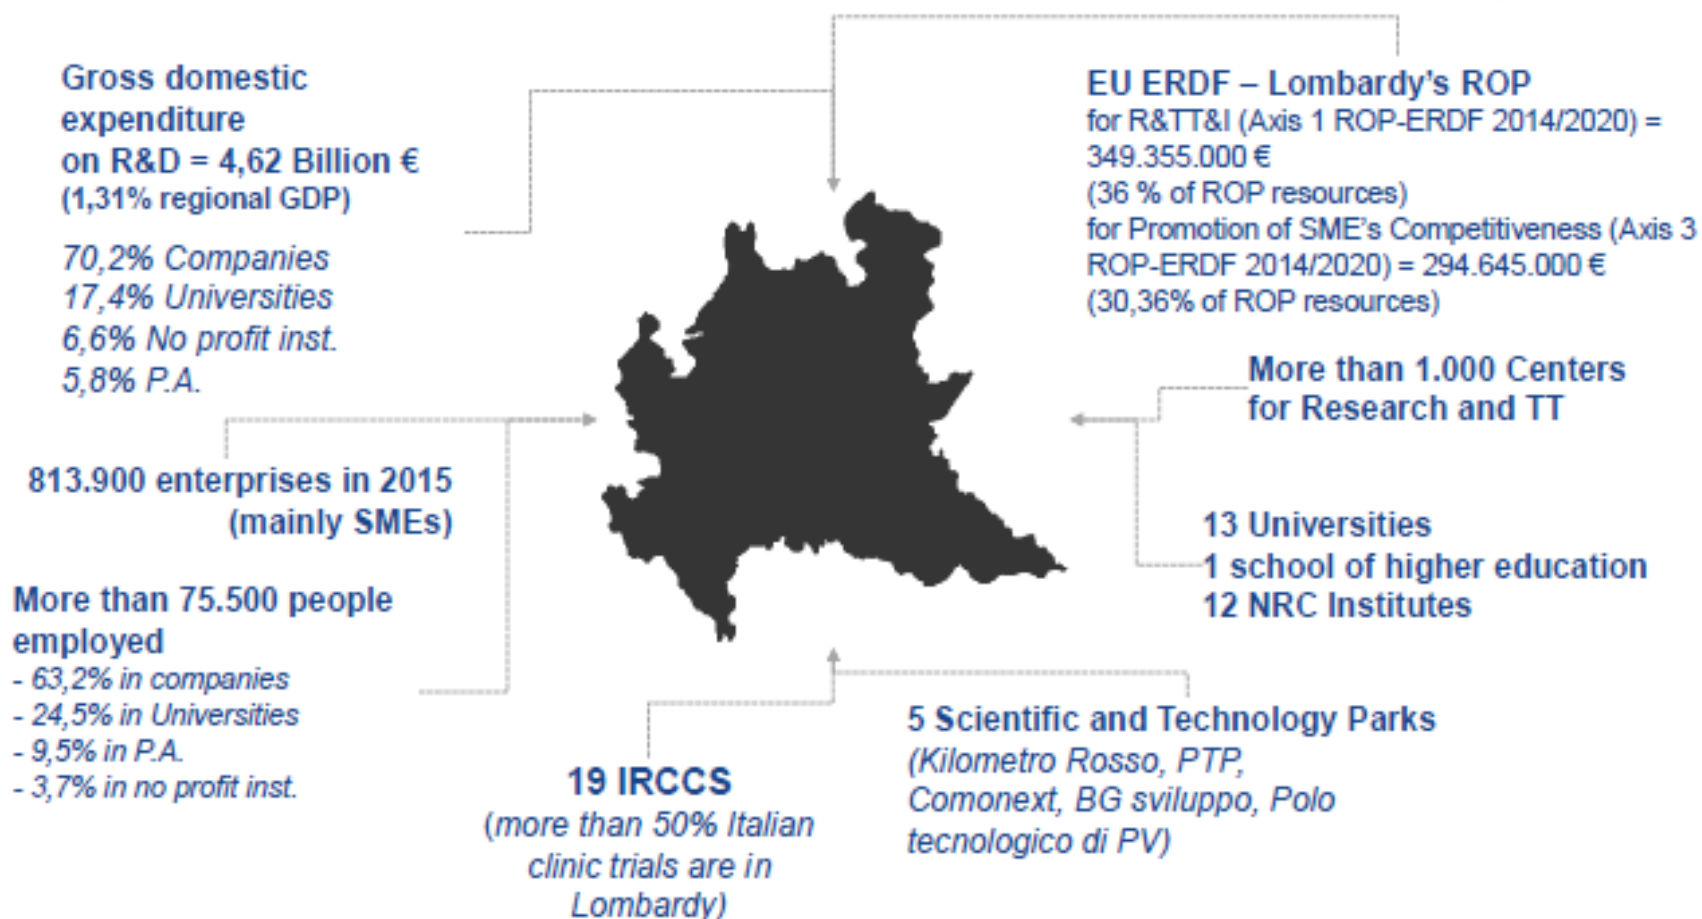 Gross domestic
expenditure
on R&D = 4,62 Billion €
(1,31% regional GDP)
70,2% Companies
17,4% Universities
6,6% No profit inst.
5,8% P.A.
813.900 enterprises in 2015
(mainly SMEs)
More than 75.500 people
employed
- 63,2% in companies
- 24,5% in Universities
- 9,5% in P.A.
- 3,7% in no profit inst.
19 IRCCS
(more than 50% Italian
clinic trials are in
Lombardy)
EU ERDF – Lombardy's ROP
for R&TT&I (Axis 1 ROP-ERDF 2014/2020) =
349.355.000 €
(36 % of ROP resources)
for Promotion of SME's Competitiveness (Axis 3
ROP-ERDF 2014/2020) = 294.645.000 €
(30,36% of ROP resources)
More than 1.000 Centers
for Research and TT
13 Universities
1 school of higher education
12 NRC Institutes
5 Scientific and Technology Parks
(Kilometro Rosso, PTP,
Comonext, BG sviluppo, Polo
tecnologico di PV)